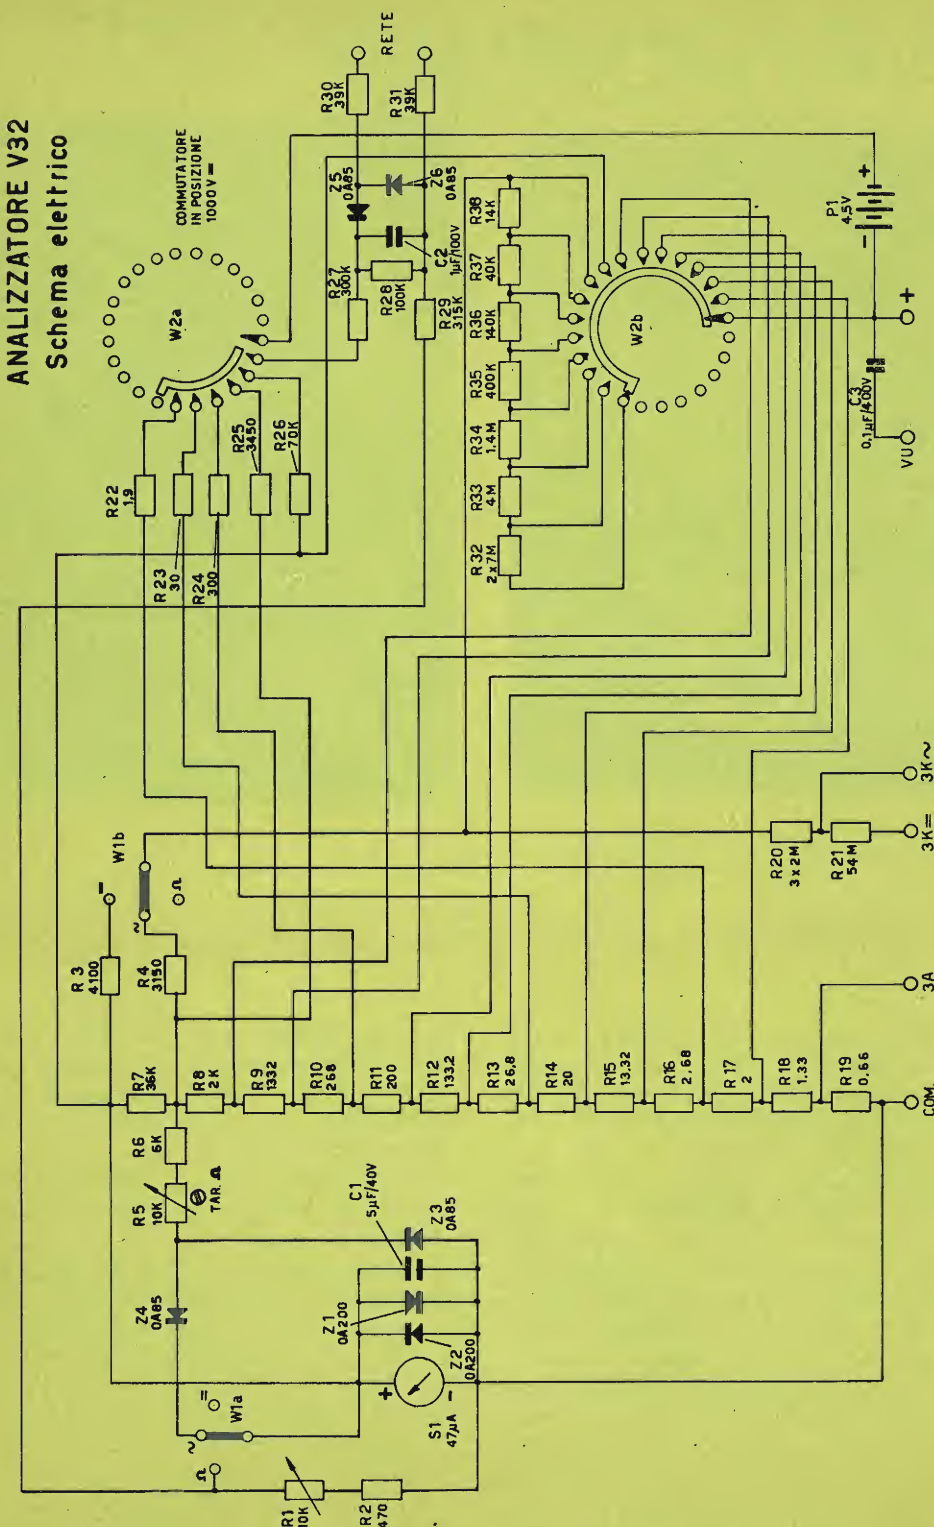 ANALIZZATORE V32
Schema elettrico
COMMUTATORE
IN POSIZIONE
1000V=
W2a
RETE
R30
39K
R31
39K
Z5
0A85
Z6
0A85
C2
1µF/100V
R27
300K
R28
100K
R29
315K
R22
1,9
R23
30
R24
300
R25
3450
R26
70K
R38
14K
R37
40K
R36
140K
R35
400K
R34
1,4M
R33
4M
R32
2x7M
W2b
P1
4,5V
+
−
+
C3
0,1µF/400V
VU
W1b
−
Ω
~
R3
4100
R4
3150
R20
3x2M
R21
54M
3K~
3K=
3A
COM.
R7
36K
R8
2K
R9
1332
R10
268
R11
200
R12
133,2
R13
26,8
R14
20
R15
13,32
R16
2,68
R17
2
R18
1,33
R19
0,66
R6
6K
R5
10K
TAR. Ω
C1
5µF/40V
Z3
0A85
Z4
0A85
Z1
0A200
Z2
0A200
+
−
S1
47µA
=
W1a
~
Ω
R1
10K
R2
470